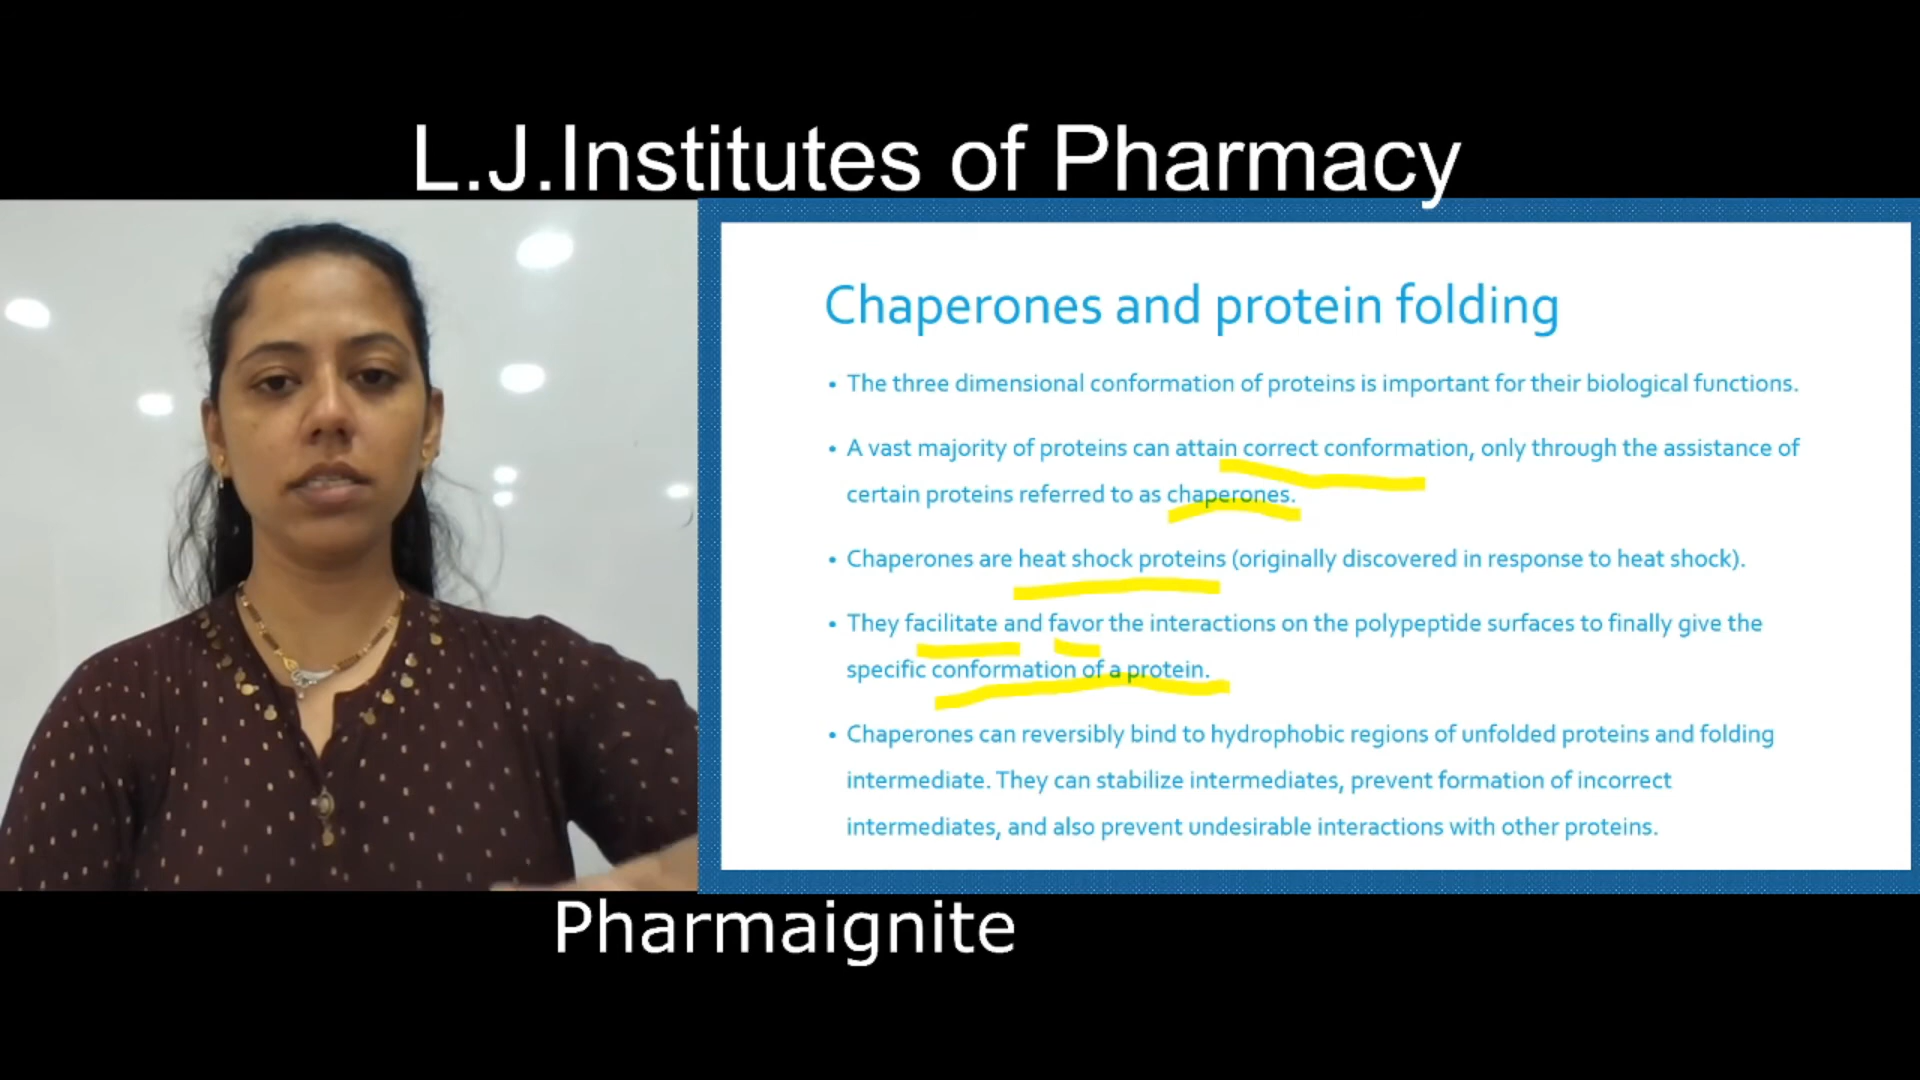 L.J.Institutes of Pharmacy
Chaperones and protein folding
• The three dimensional conformation of proteins is important for their biological functions.
• A vast majority of proteins can attain correct conformation, only through the assistance of
certain proteins referred to as chaperones.
• Chaperones are heat shock proteins (originally discovered in response to heat shock).
• They facilitate and favor the interactions on the polypeptide surfaces to finally give the
specific conformation of a protein.
• Chaperones can reversibly bind to hydrophobic regions of unfolded proteins and folding
intermediate. They can stabilize intermediates, prevent formation of incorrect
intermediates, and also prevent undesirable interactions with other proteins.
Pharmaignite